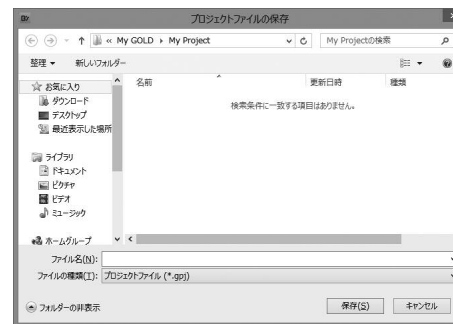 プロジェクトファイルの保存
« My GOLD ▸ My Project
My Projectの検索
整理 ▼ 新しいフォルダー
お気に入り
ダウンロード
デスクトップ
最近表示した場所
ライブラリ
ドキュメント
ピクチャ
ビデオ
ミュージック
ホームグループ
名前 更新日時 種類
検索条件に一致する項目はありません。
ファイル名(N):
ファイルの種類(T): プロジェクトファイル (*.gpj)
フォルダーの非表示 保存(S) キャンセル